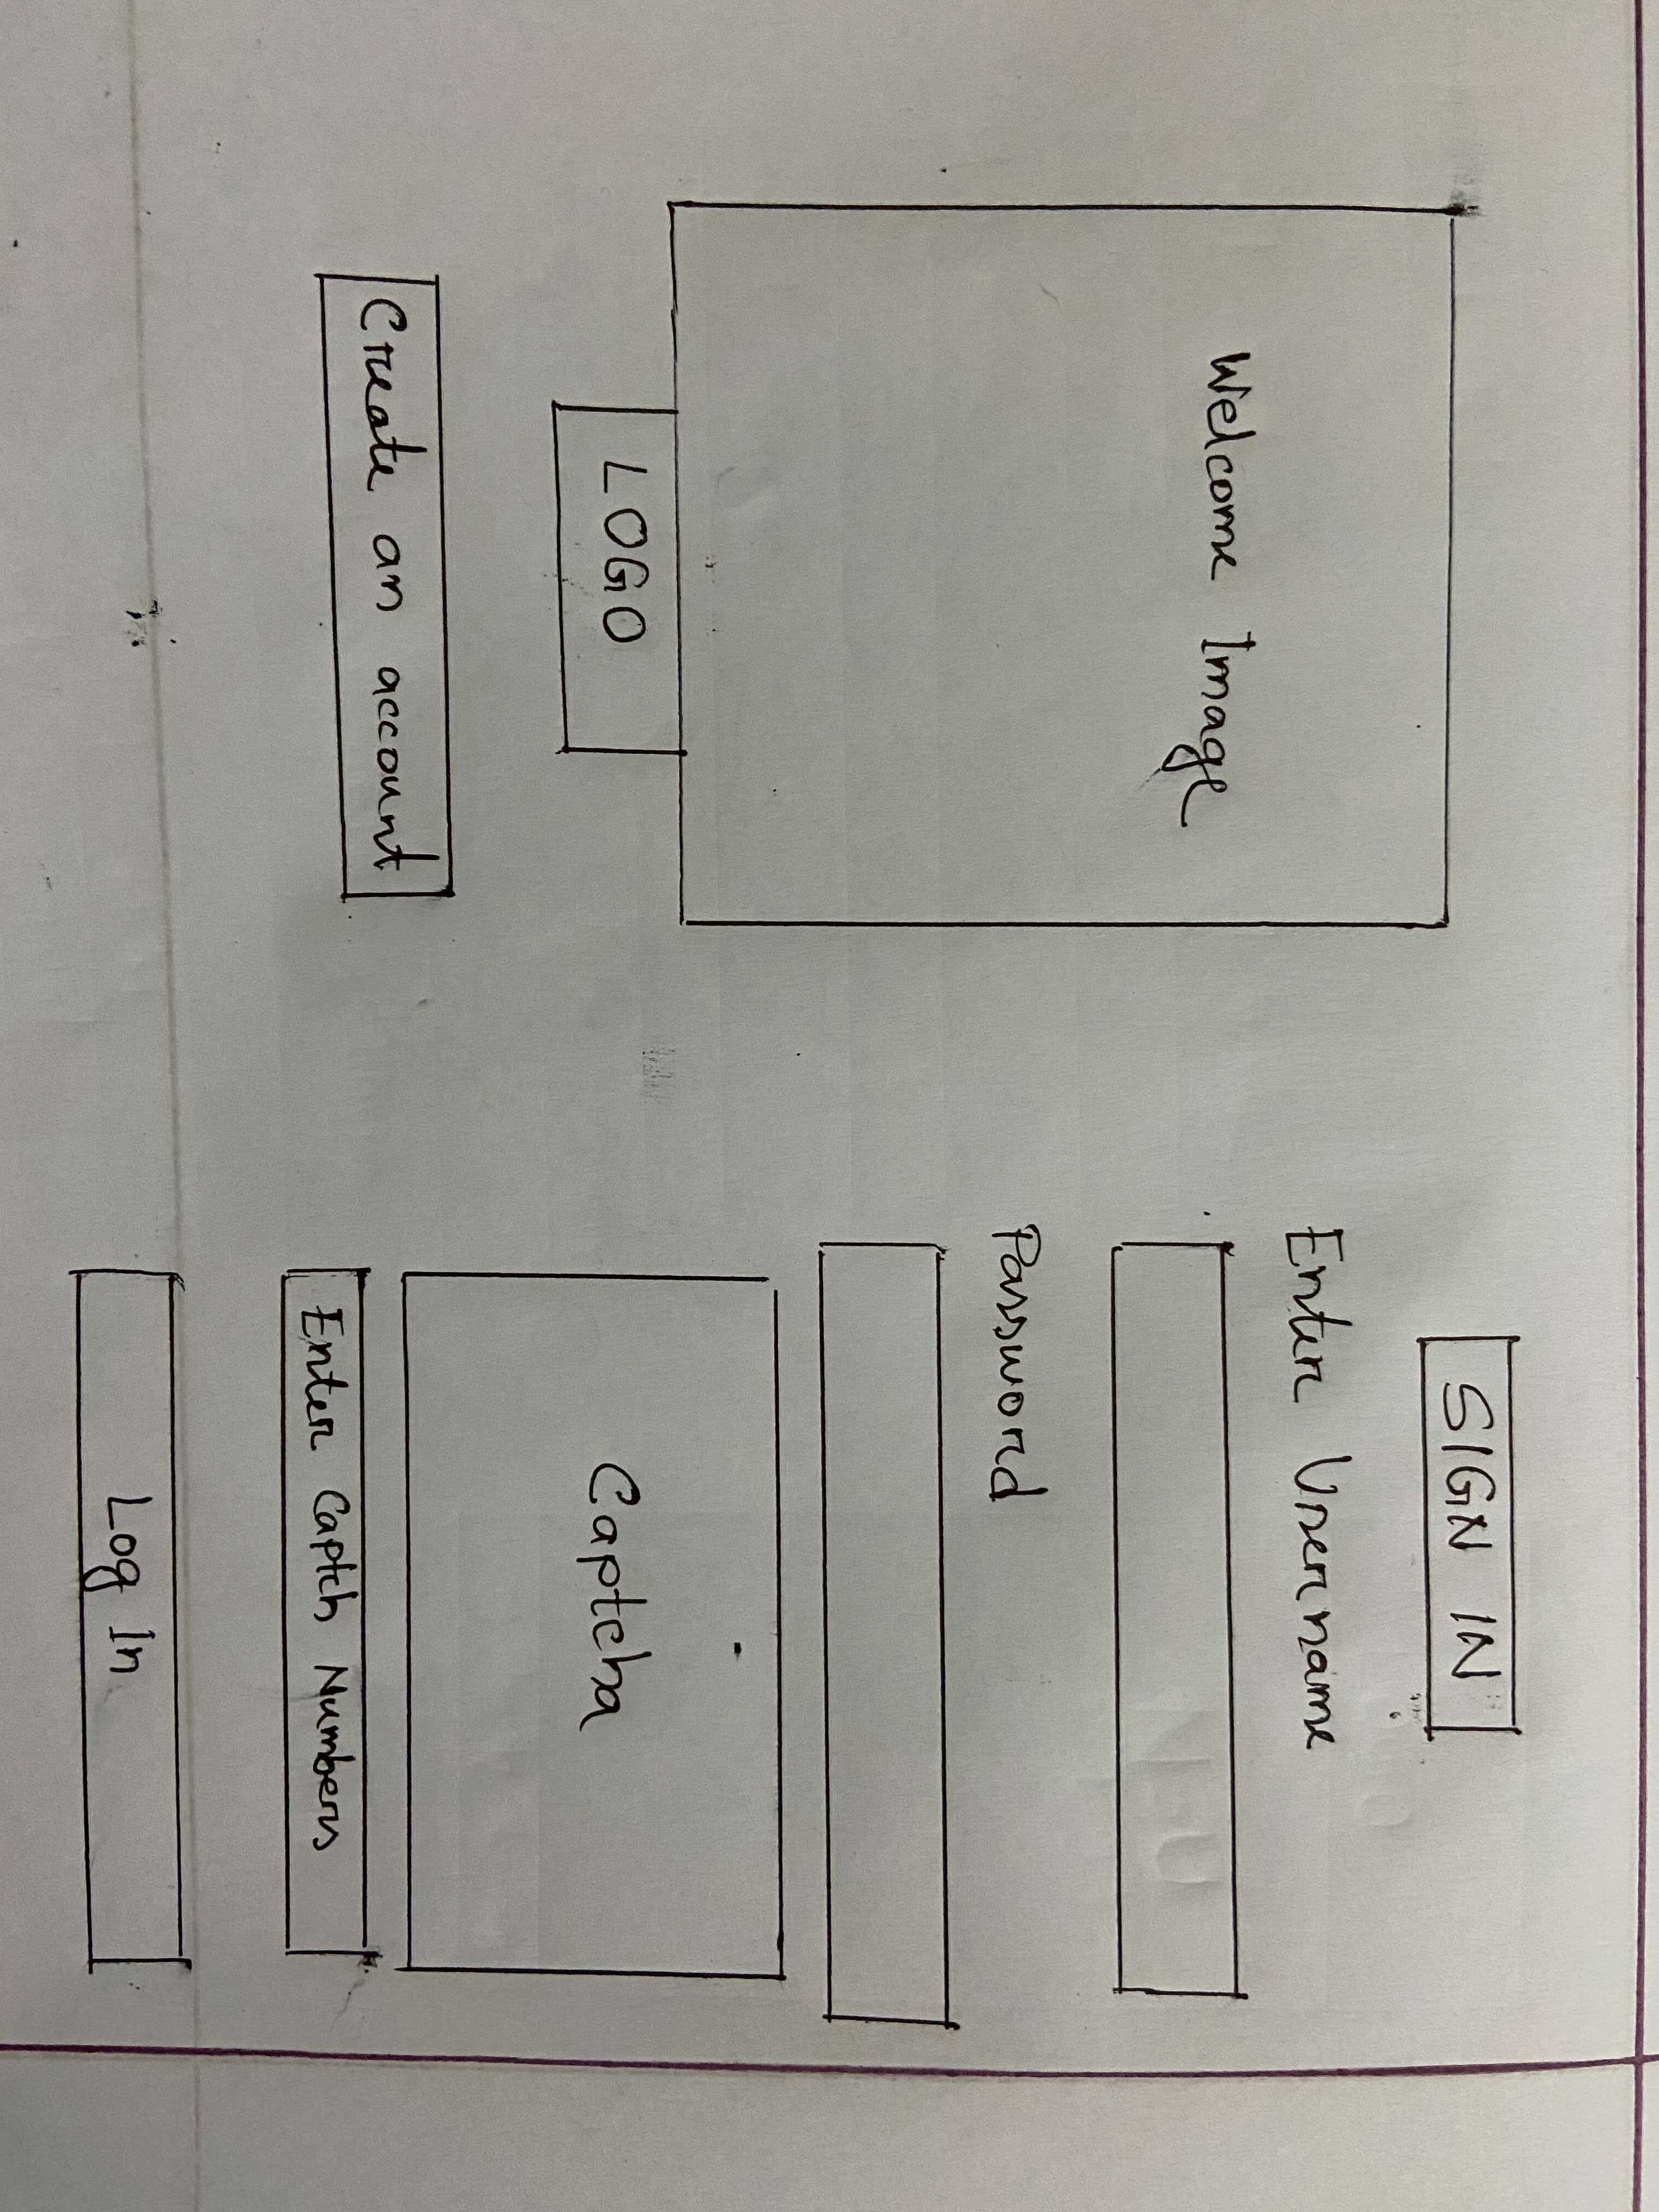 Welcome Image
LOGO
Create an account
SIGN IN
Enter Username
Password
Captcha
Enter Captch Numbers
Log In